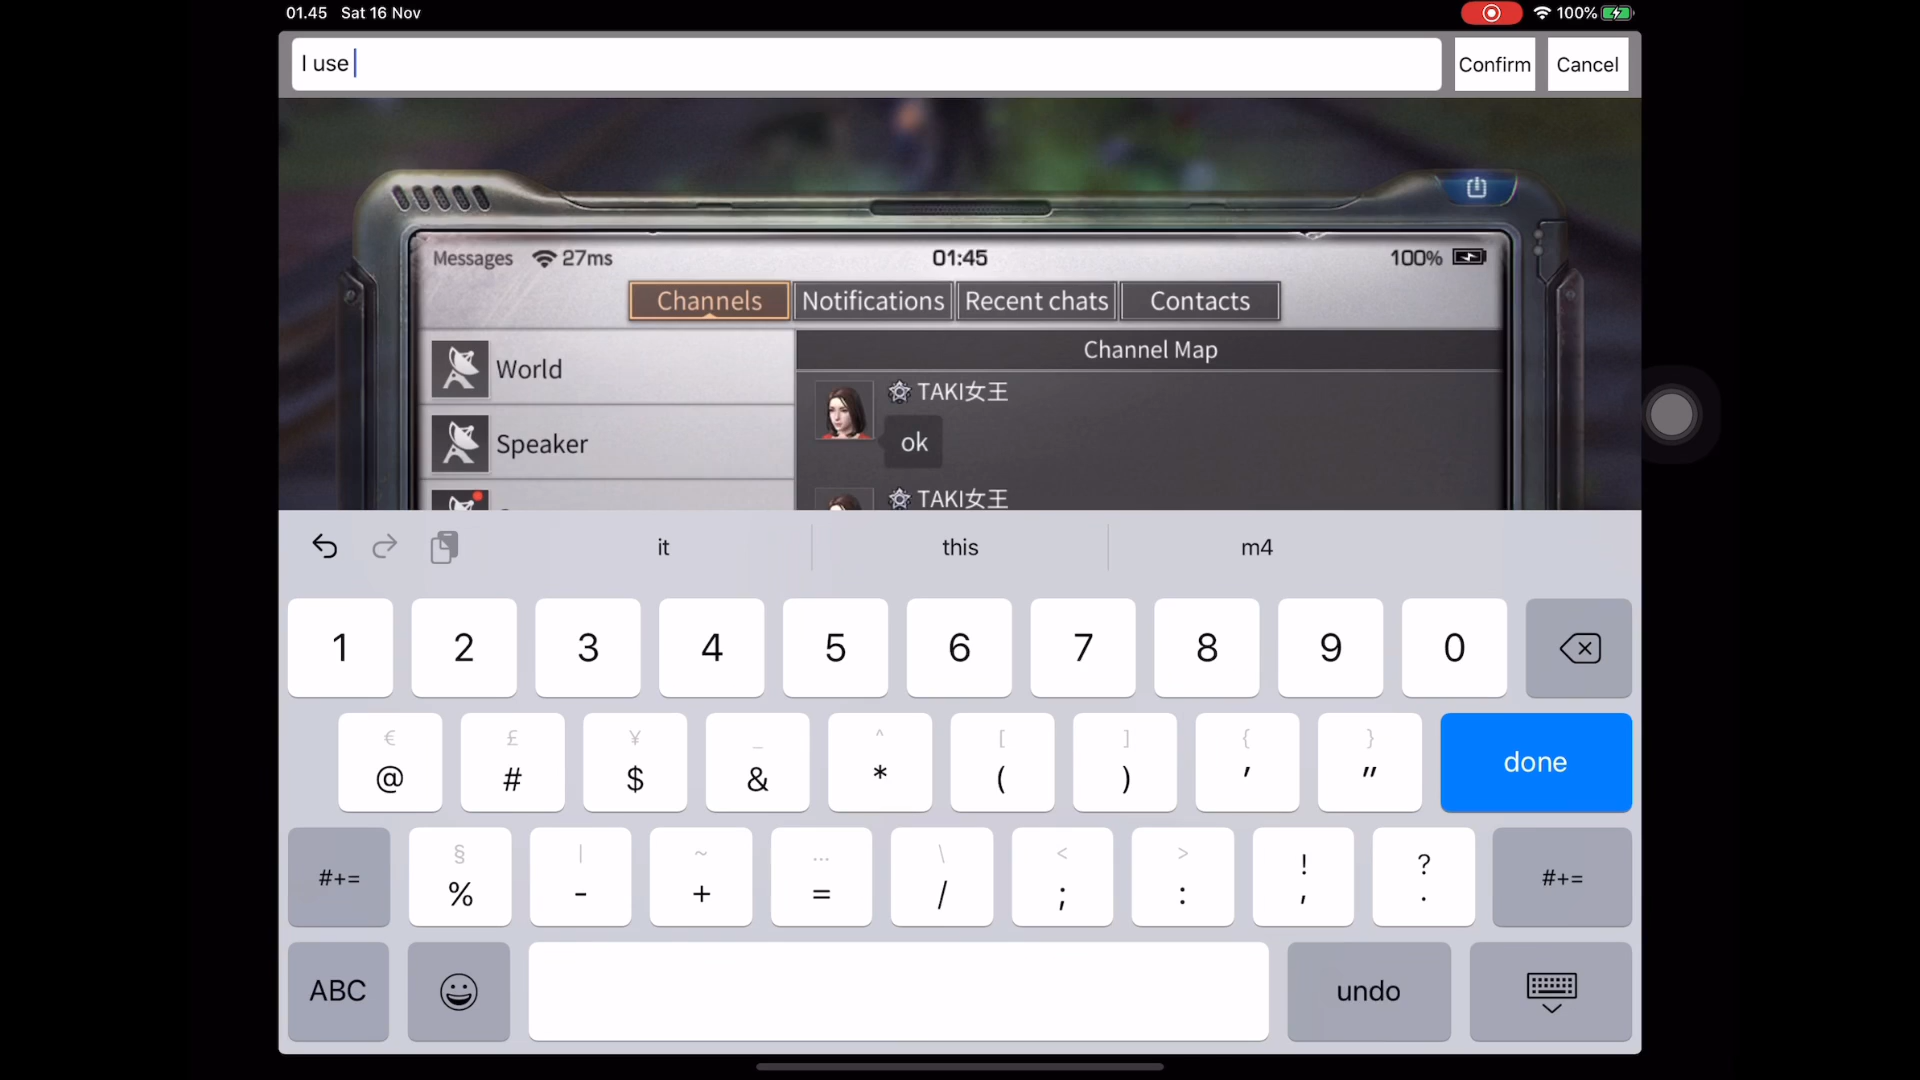 01.45 Sat 16 Nov 100%
I use
Confirm Cancel
Messages 27ms 01:45 100%
Channels Notifications Recent chats Contacts
World
Speaker
Channel Map
TAKI女王
ok
TAKI女王
it this m4
1 2 3 4 5 6 7 8 9 0
€ £ ¥ _ ^ [ ] { }
@ # $ & * ( ) ' " done
§ | ~ … \ < > ! ?
#+= % - + = / ; : , . #+=
ABC undo